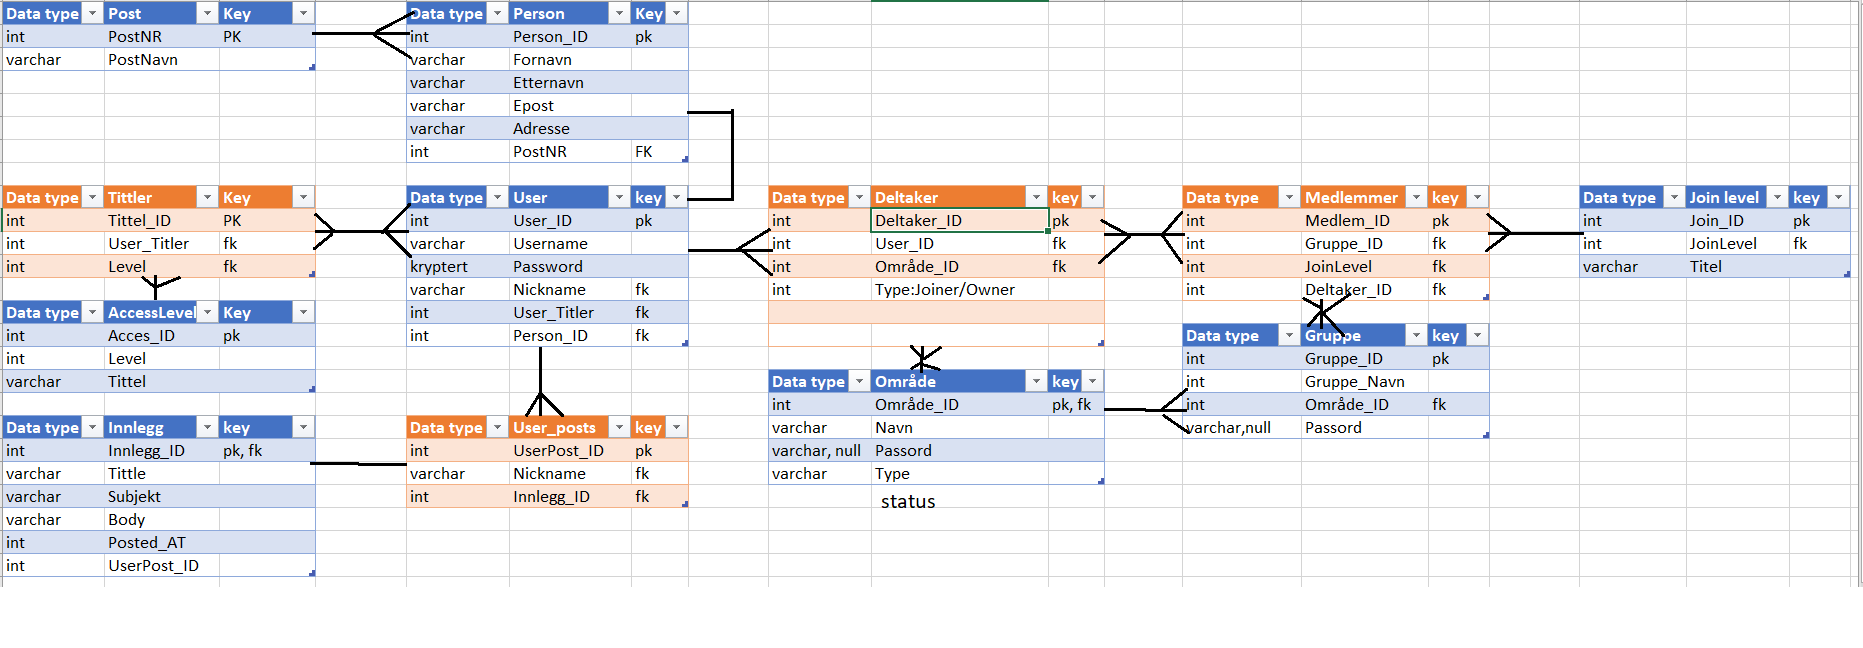 Data type Post Key
int PostNR PK
varchar PostNavn
Data type Person Key
int Person_ID pk
varchar Fornavn
varchar Etternavn
varchar Epost
varchar Adresse
int PostNR FK
Data type Tittler Key
int Tittel_ID PK
int User_Titler fk
int Level fk
Data type User key
int User_ID pk
varchar Username
kryptert Password
varchar Nickname fk
int User_Titler fk
int Person_ID fk
Data type Deltaker key
int Deltaker_ID pk
int User_ID fk
int Område_ID fk
int Type:Joiner/Owner
Data type Medlemmer key
int Medlem_ID pk
int Gruppe_ID fk
int JoinLevel fk
int Deltaker_ID fk
Data type Join level key
int Join_ID pk
int JoinLevel fk
varchar Titel
Data type AccessLevel Key
int Acces_ID pk
int Level
varchar Tittel
Data type Gruppe key
int Gruppe_ID pk
int Gruppe_Navn
int Område_ID fk
varchar,null Passord
Data type Område key
int Område_ID pk, fk
varchar Navn
varchar, null Passord
varchar Type
status
Data type Innlegg key
int Innlegg_ID pk, fk
varchar Tittle
varchar Subjekt
varchar Body
int Posted_AT
int UserPost_ID
Data type User_posts key
int UserPost_ID pk
varchar Nickname fk
int Innlegg_ID fk